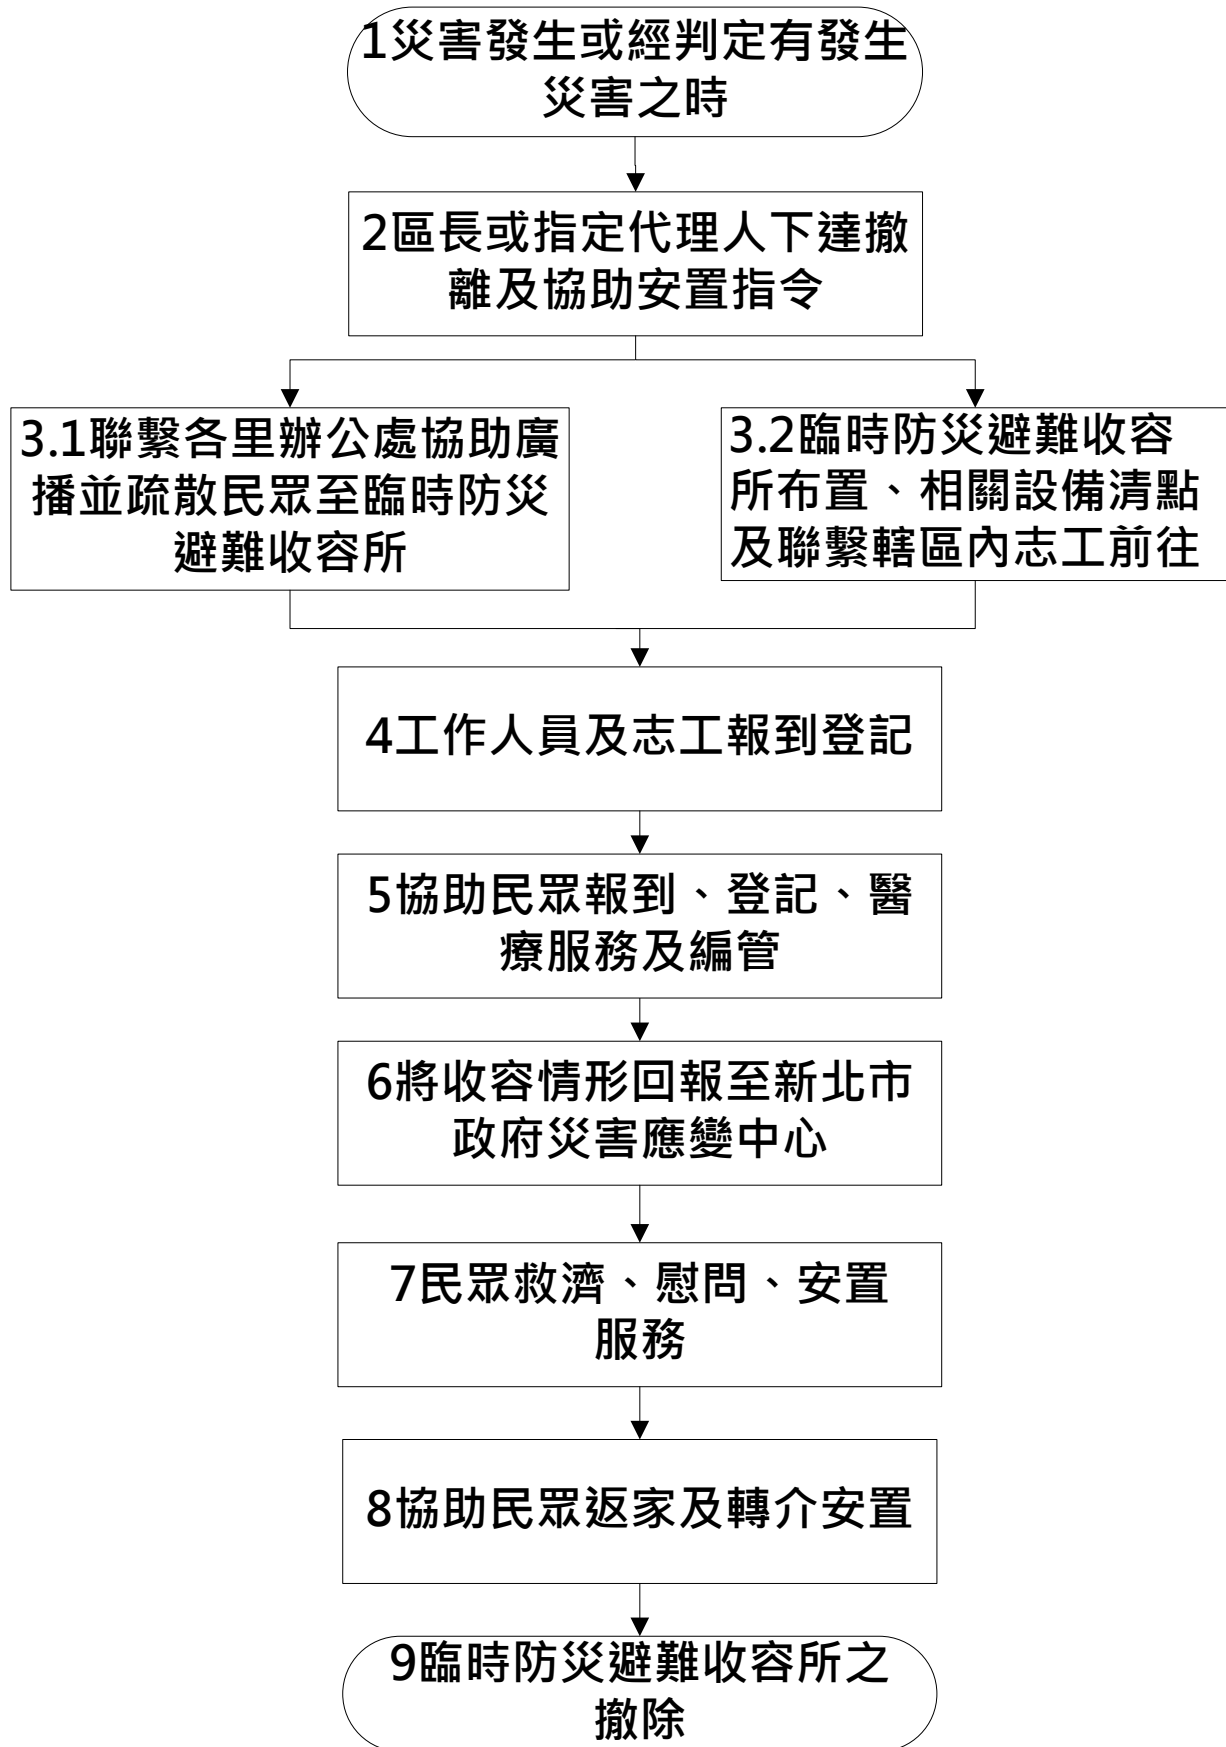 1災害發生或經判定有發生
災害之時
2區長或指定代理人下達撤
離及協助安置指令
3.1聯繫各里辦公處協助廣
播並疏散民眾至臨時防災
避難收容所
3.2臨時防災避難收容
所布置、相關設備清點
及聯繫轄區內志工前往
4工作人員及志工報到登記
5協助民眾報到、登記、醫
療服務及編管
6將收容情形回報至新北市
政府災害應變中心
7民眾救濟、慰問、安置
服務
8協助民眾返家及轉介安置
9臨時防災避難收容所之
撤除